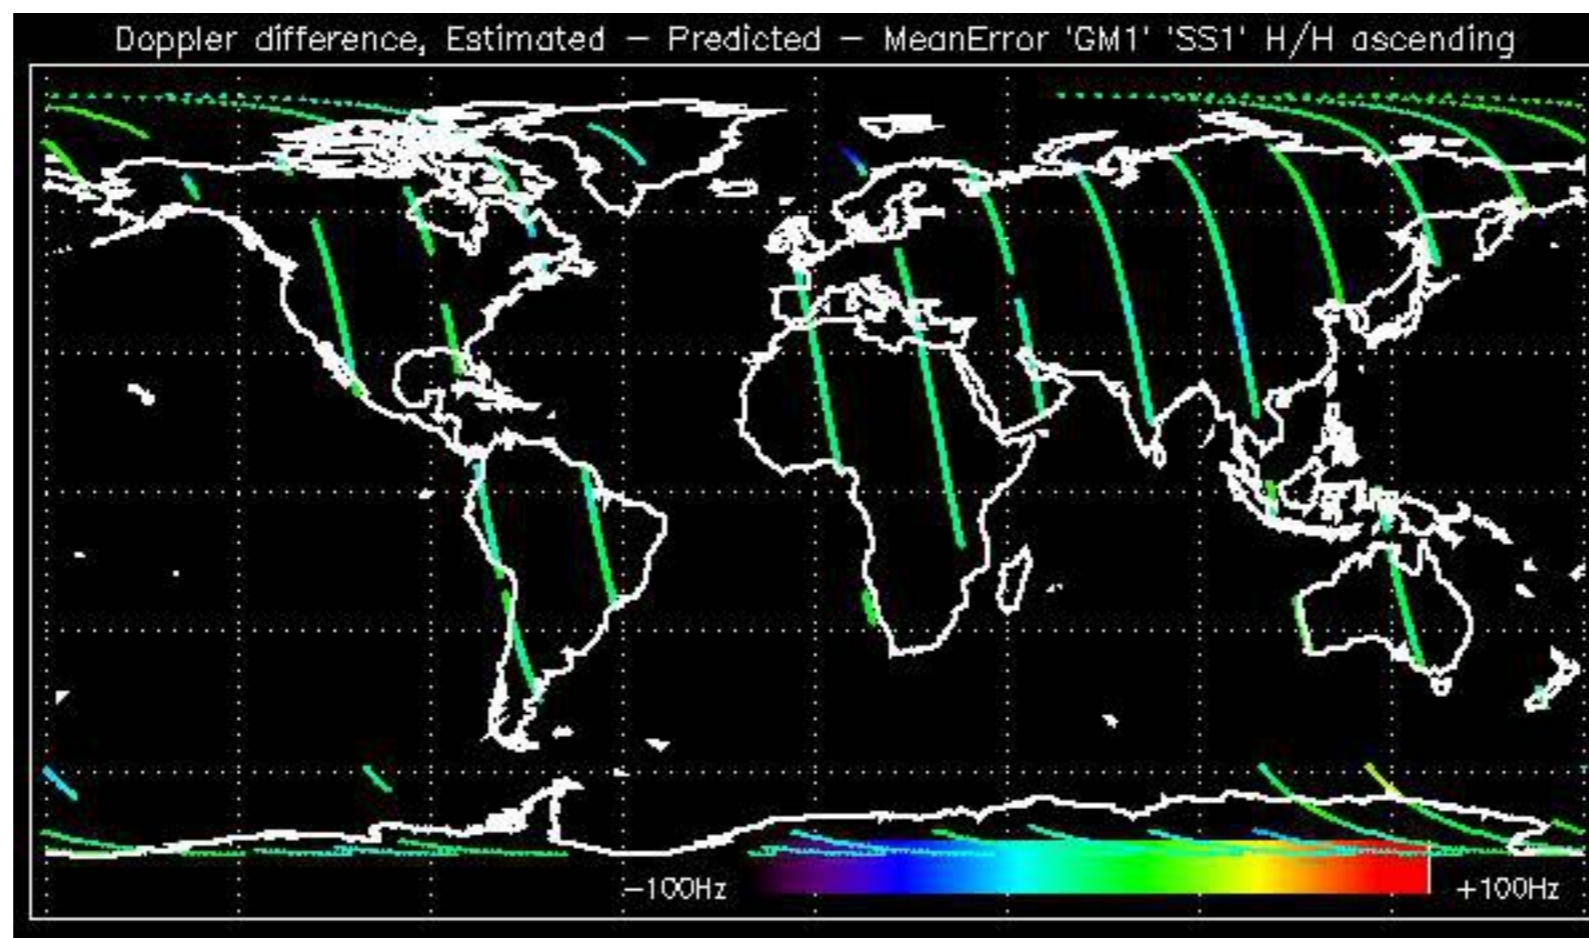 Doppler difference, Estimated – Predicted – MeanError 'GM1' 'SS1' H/H ascending
−100Hz
+100Hz